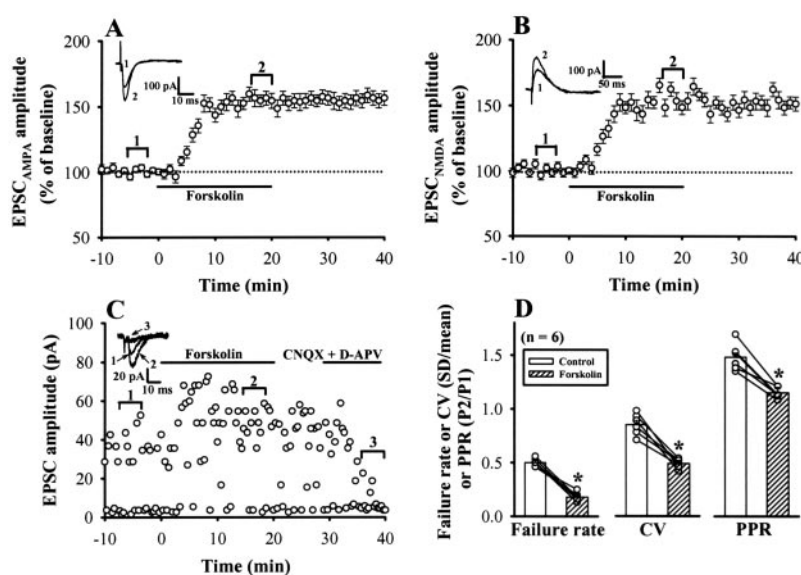 A
EPSC_AMPA amplitude
(% of baseline)
200
150
100
50
1
2
100 pA
10 ms
1
2
Forskolin
-10 0 10 20 30 40
Time (min)
B
EPSC_NMDA amplitude
(% of baseline)
200
150
100
50
2
1
100 pA
50 ms
1
2
Forskolin
-10 0 10 20 30 40
Time (min)
C
EPSC amplitude (pA)
100
80
60
40
20
0
3
1
2
20 pA
10 ms
Forskolin
CNQX + D-APV
1
2
3
-10 0 10 20 30 40
Time (min)
D
Failure rate or CV (SD/mean)
or PPR (P2/P1)
1.5
1.0
0.5
0.0
(n = 6)
Control
Forskolin
*
*
*
Failure rate CV PPR